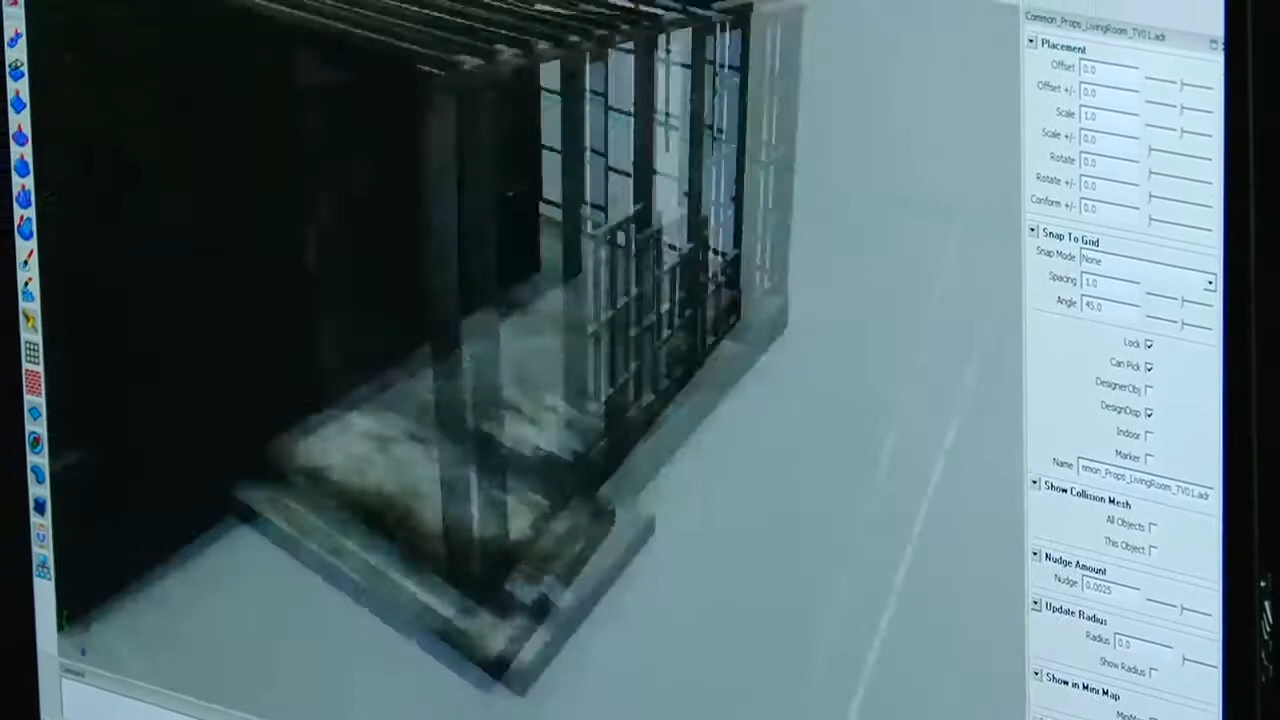 Common_Props_LivingRoom_TV01.adr
Placement
Offset 0.0
Offset +/- 0.0
Scale 1.0
Scale +/- 0.0
Rotate 0.0
Rotate +/- 0.0
Conform +/- 0.0
Snap To Grid
Snap Mode None
Spacing 1.0
Angle 45.0
Lock
Can Pick
DesignerObj
DesignDisp
Indoor
Marker
Name nmon_Props_LivingRoom_TV01.adr
Show Collision Mesh
All Objects
This Object
Nudge Amount
Nudge 0.0025
Update Radius
Radius 0.0
Show Radius
Show in Mini Map